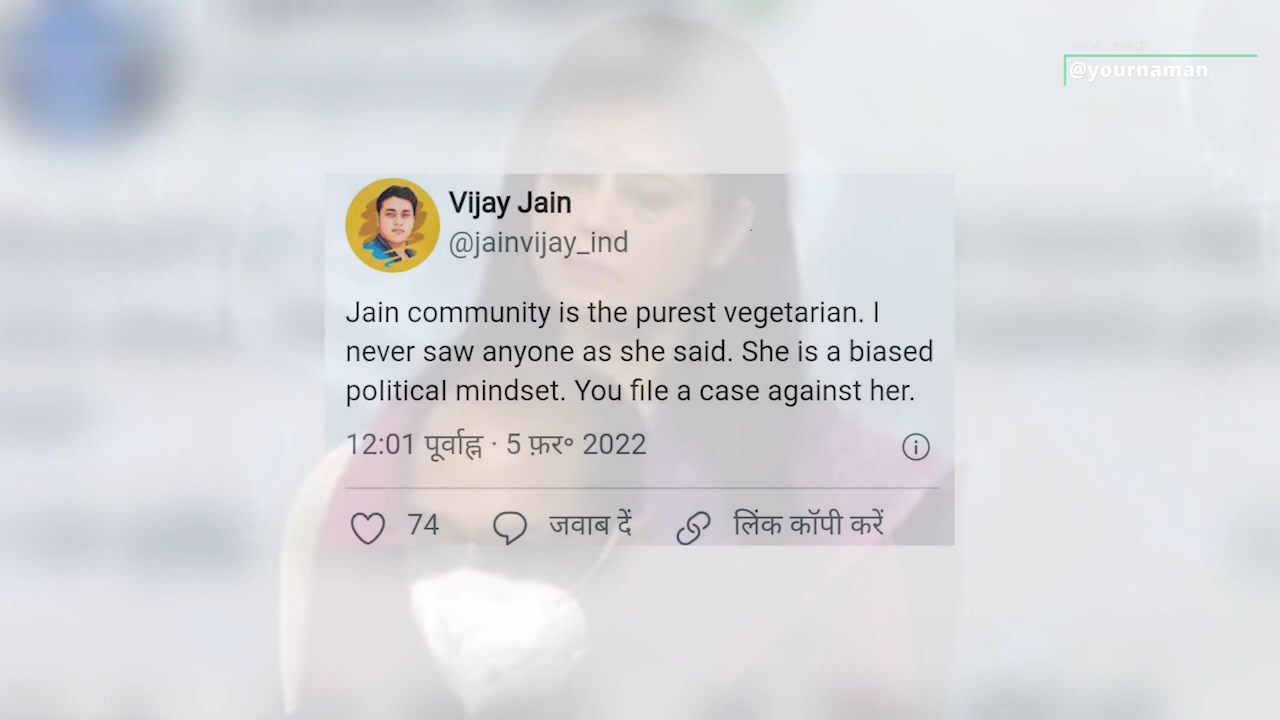 @yournaman
Vijay Jain
@jainvijay_ind
Jain community is the purest vegetarian. I
never saw anyone as she said. She is a biased
political mindset. You file a case against her.
12:01 पूर्वाह्न · 5 फ़र॰ 2022
74 जवाब दें लिंक कॉपी करें